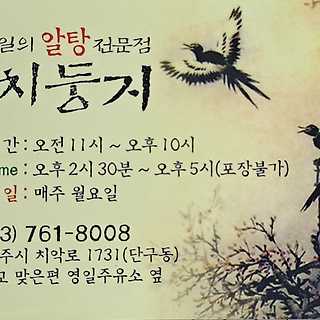 일의 알탕 전문점
치둥지
간 : 오전 11시 ~ 오후 10시
me : 오후 2시 30분 ~ 오후 5시(포장불가)
일 : 매주 월요일
3) 761-8008
주시 치악로 1731(단구동)
고 맞은편 영일주유소 옆